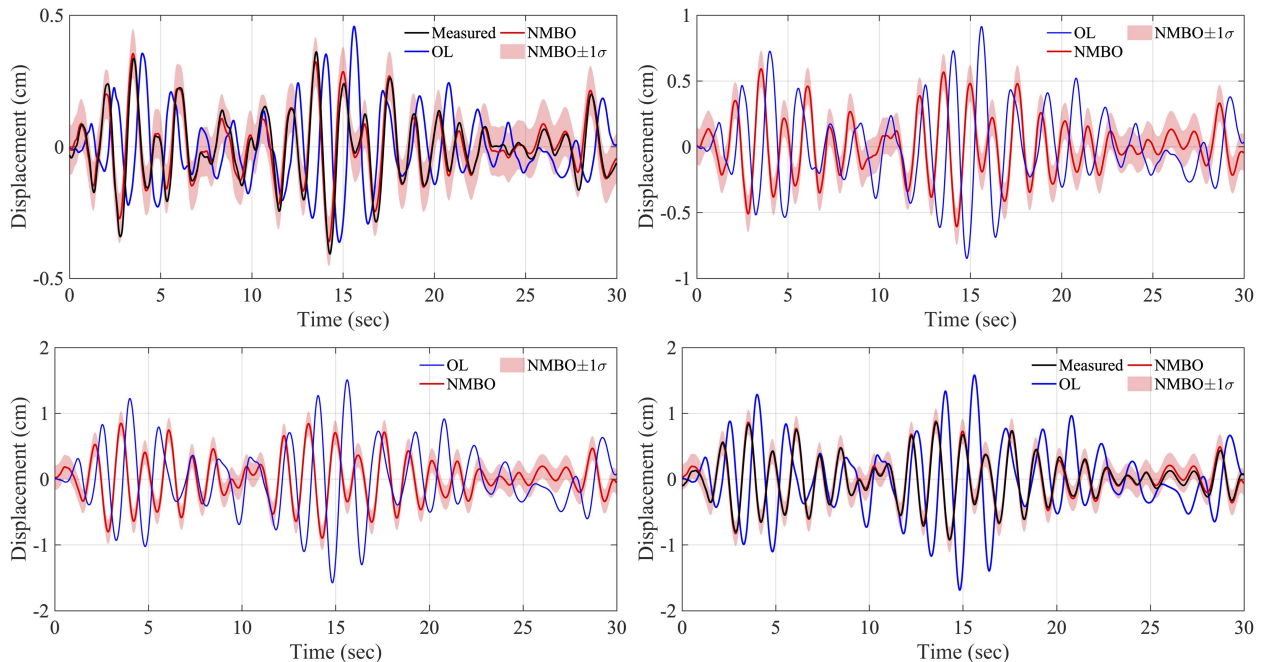 0.5
0
-0.5
Displacement (cm)
Measured
NMBO
OL
NMBO±1σ
0 5 10 15 20 25 30
Time (sec)
1
0.5
0
-0.5
-1
Displacement (cm)
OL
NMBO±1σ
NMBO
0 5 10 15 20 25 30
Time (sec)
2
1
0
-1
-2
Displacement (cm)
OL
NMBO±1σ
NMBO
0 5 10 15 20 25 30
Time (sec)
2
1
0
-1
-2
Displacement (cm)
Measured
NMBO
OL
NMBO±1σ
0 5 10 15 20 25 30
Time (sec)